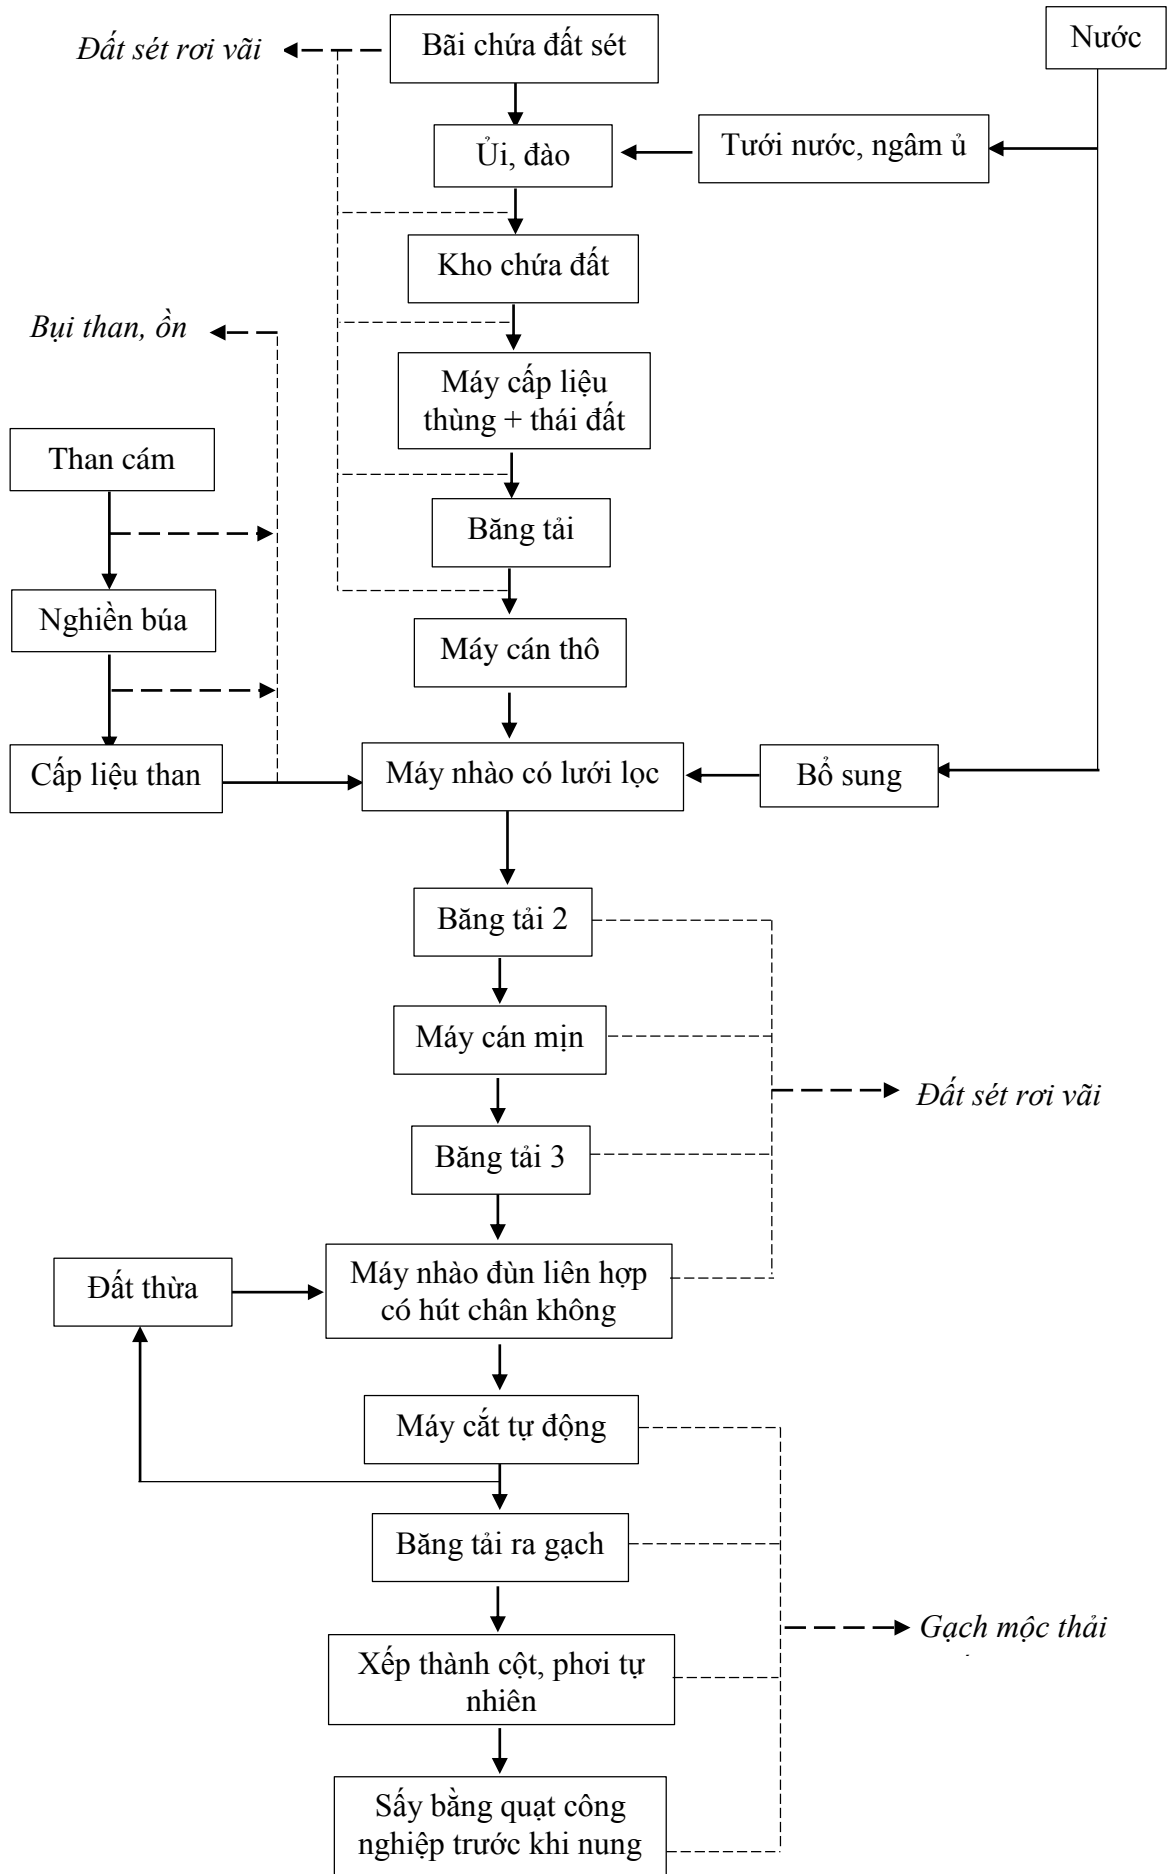 Đất sét rơi vãi
Bãi chứa đất sét
Nước
Ủi, đào
Tưới nước, ngâm ủ
Kho chứa đất
Bụi than, ồn
Máy cấp liệu
thùng + thái đất
Than cám
Băng tải
Nghiền búa
Máy cán thô
Cấp liệu than
Máy nhào có lưới lọc
Bổ sung
Băng tải 2
Máy cán mịn
Đất sét rơi vãi
Băng tải 3
Đất thừa
Máy nhào đùn liên hợp
có hút chân không
Máy cắt tự động
Băng tải ra gạch
Gạch mộc thải
Xếp thành cột, phơi tự
nhiên
Sấy bằng quạt công
nghiệp trước khi nung